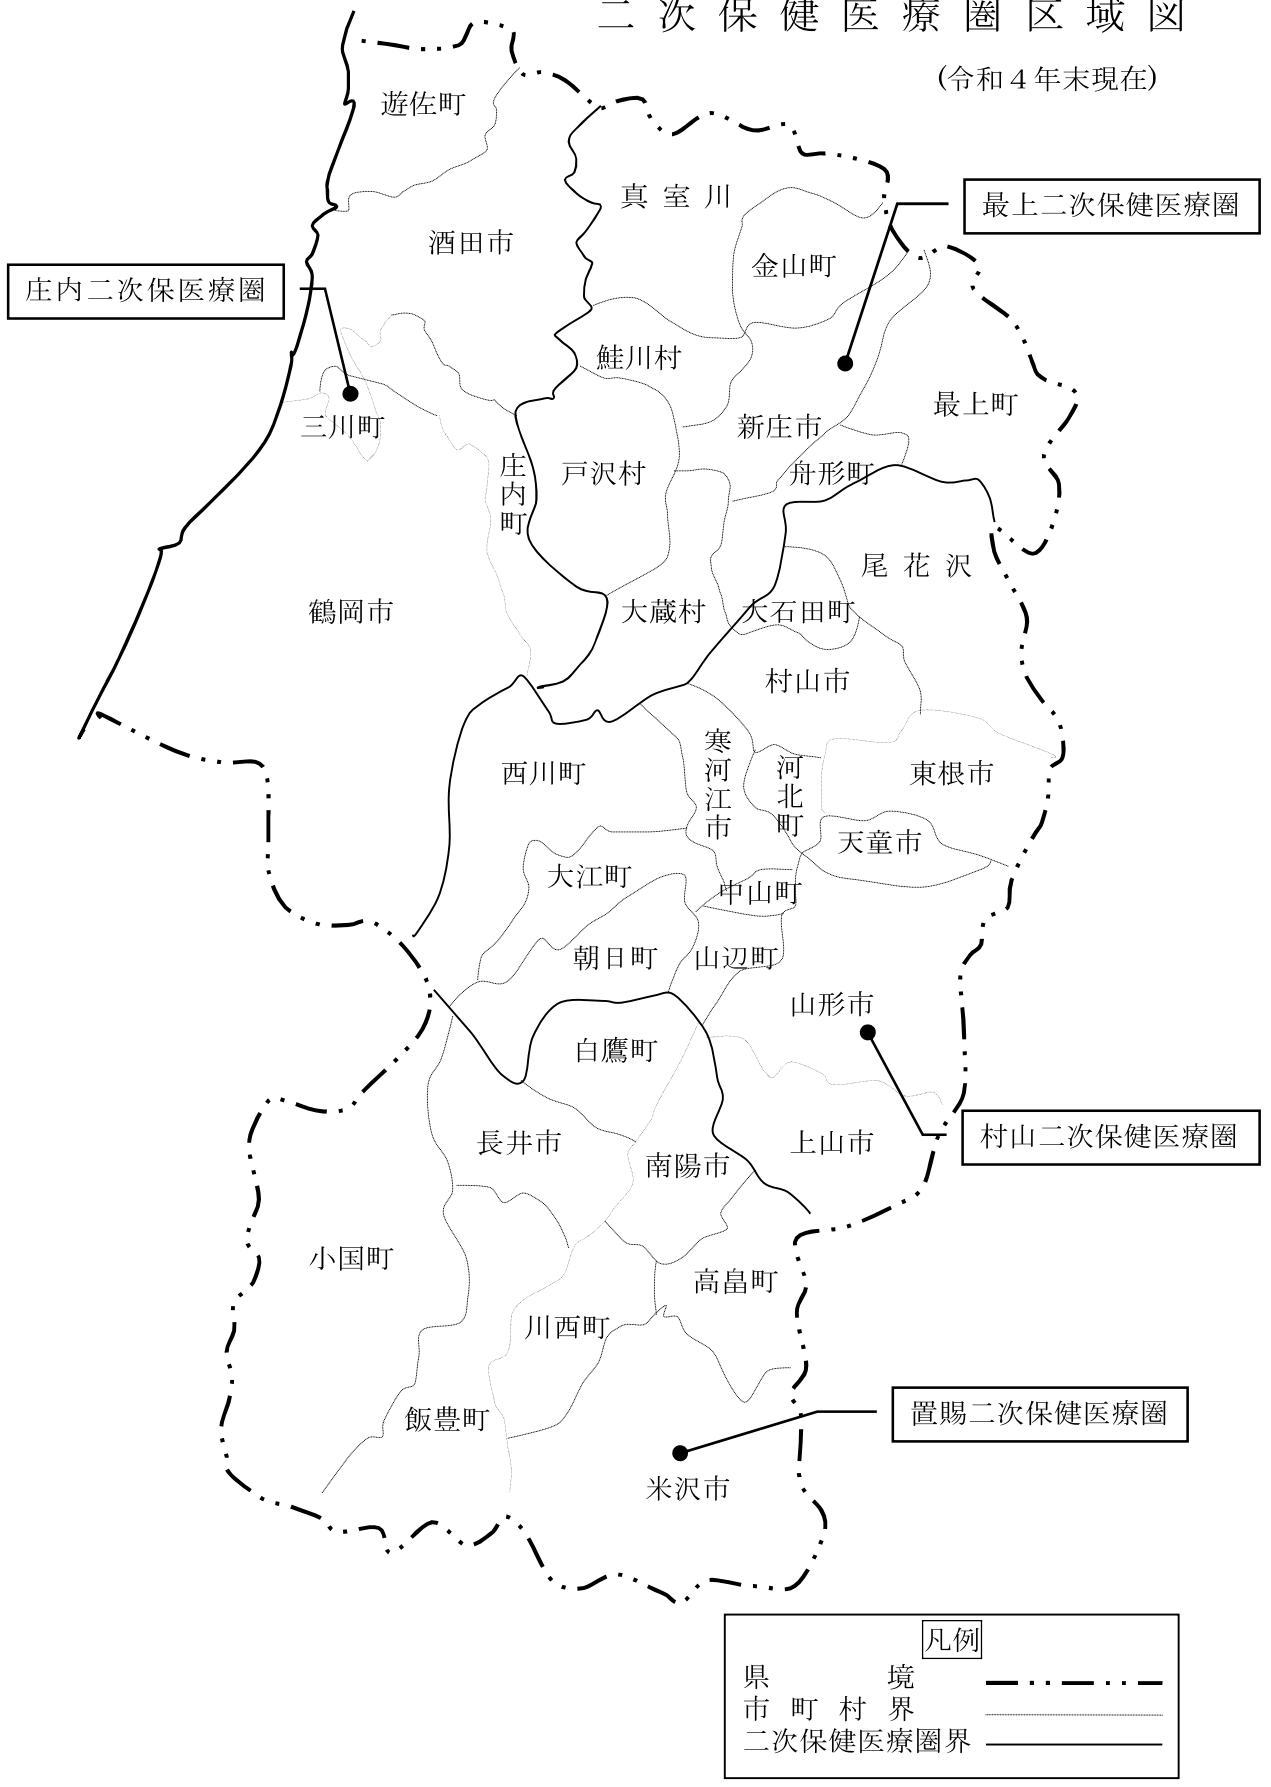 二次保健医療圏区域図
(令和４年末現在)
遊佐町
真室川
最上二次保健医療圏
酒田市
金山町
庄内二次保医療圏
鮭川村
最上町
三川町
新庄市
戸沢村
舟形町
庄内町
尾花沢
鶴岡市
大蔵村
大石田町
村山市
寒河江市
西川町
河北町
東根市
天童市
大江町
中山町
朝日町
山辺町
山形市
白鷹町
村山二次保健医療圏
長井市
上山市
南陽市
小国町
高畠町
川西町
置賜二次保健医療圏
飯豊町
米沢市
凡例
県境
市町村界
二次保健医療圏界